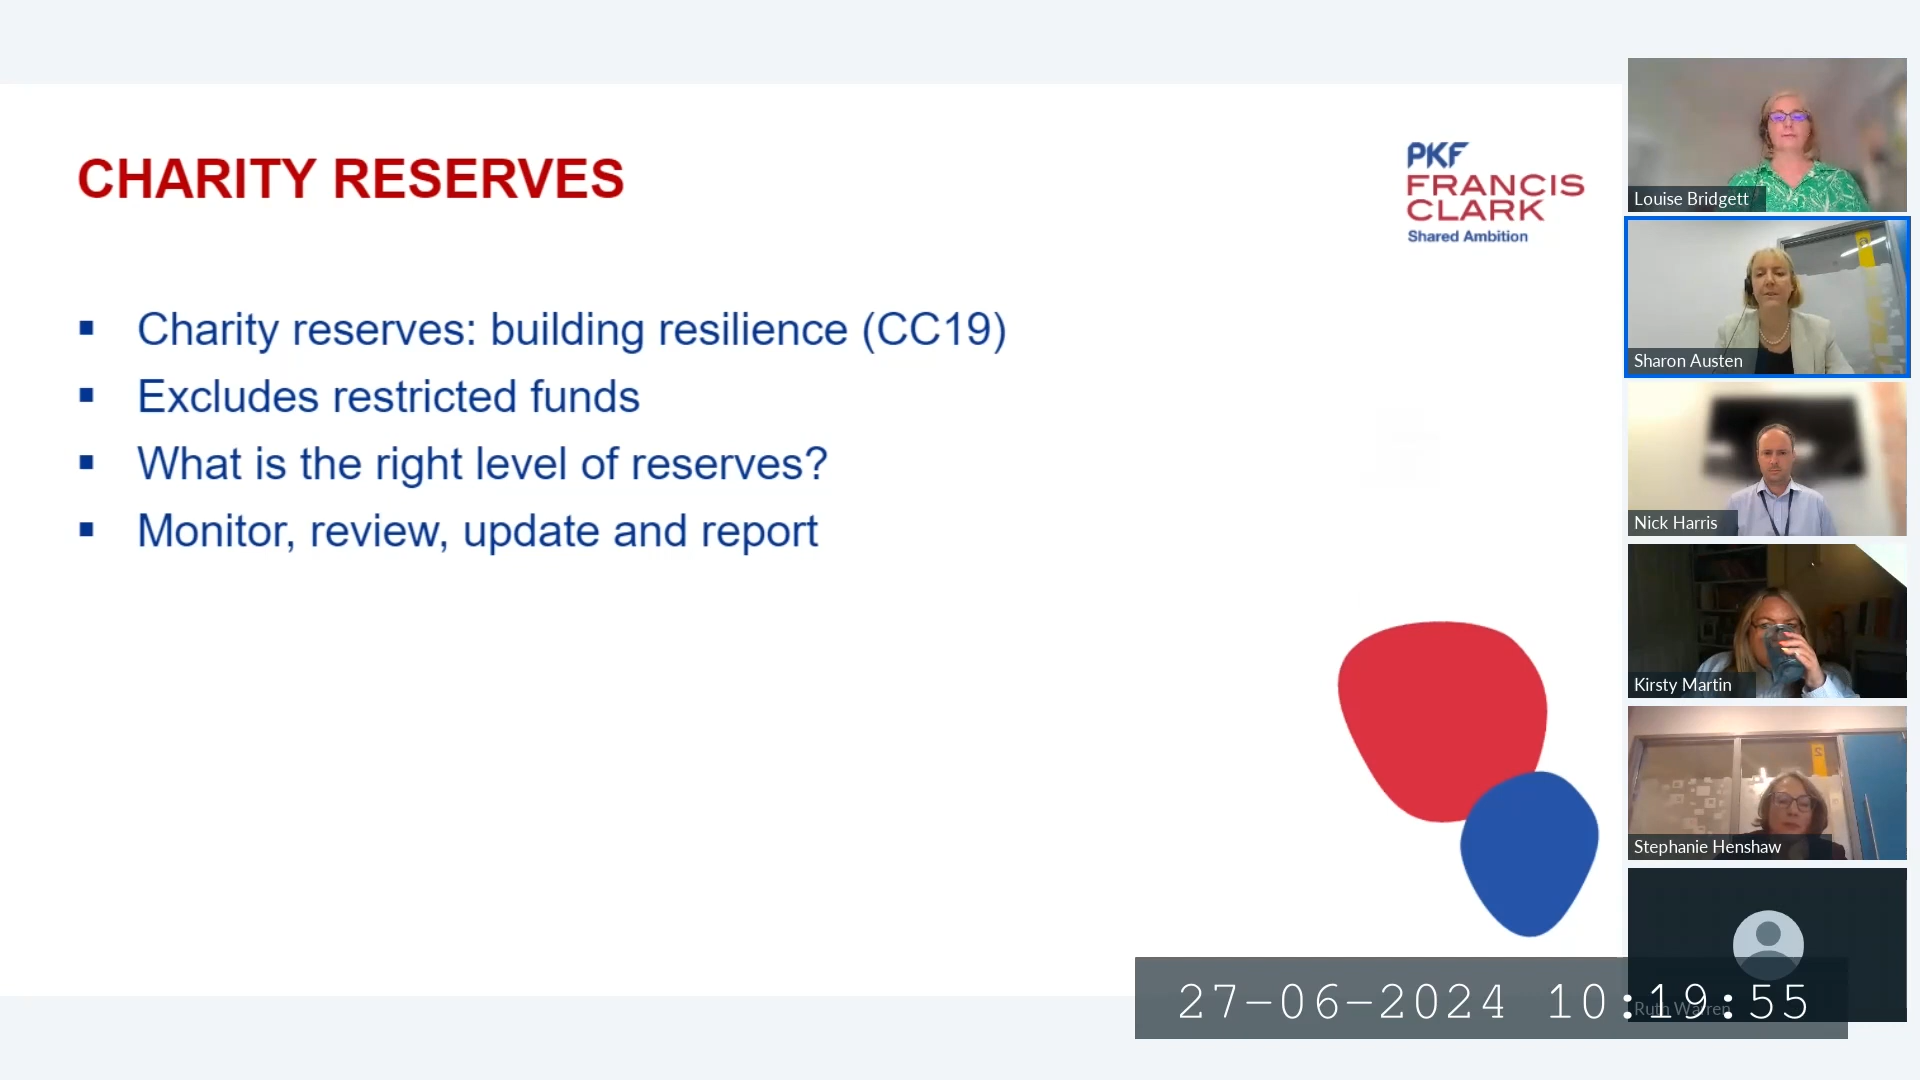 CHARITY RESERVES
PKF
FRANCIS
CLARK
Shared Ambition
Charity reserves: building resilience (CC19)
Excludes restricted funds
What is the right level of reserves?
Monitor, review, update and report
Louise Bridgett
Sharon Austen
Nick Harris
Kirsty Martin
Stephanie Henshaw
Ruth Warren
27-06-2024 10:19:55